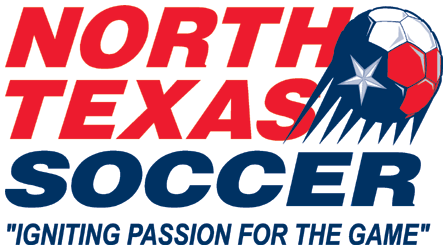 NORTH
TEXAS
SOCCER
"IGNITING PASSION FOR THE GAME"